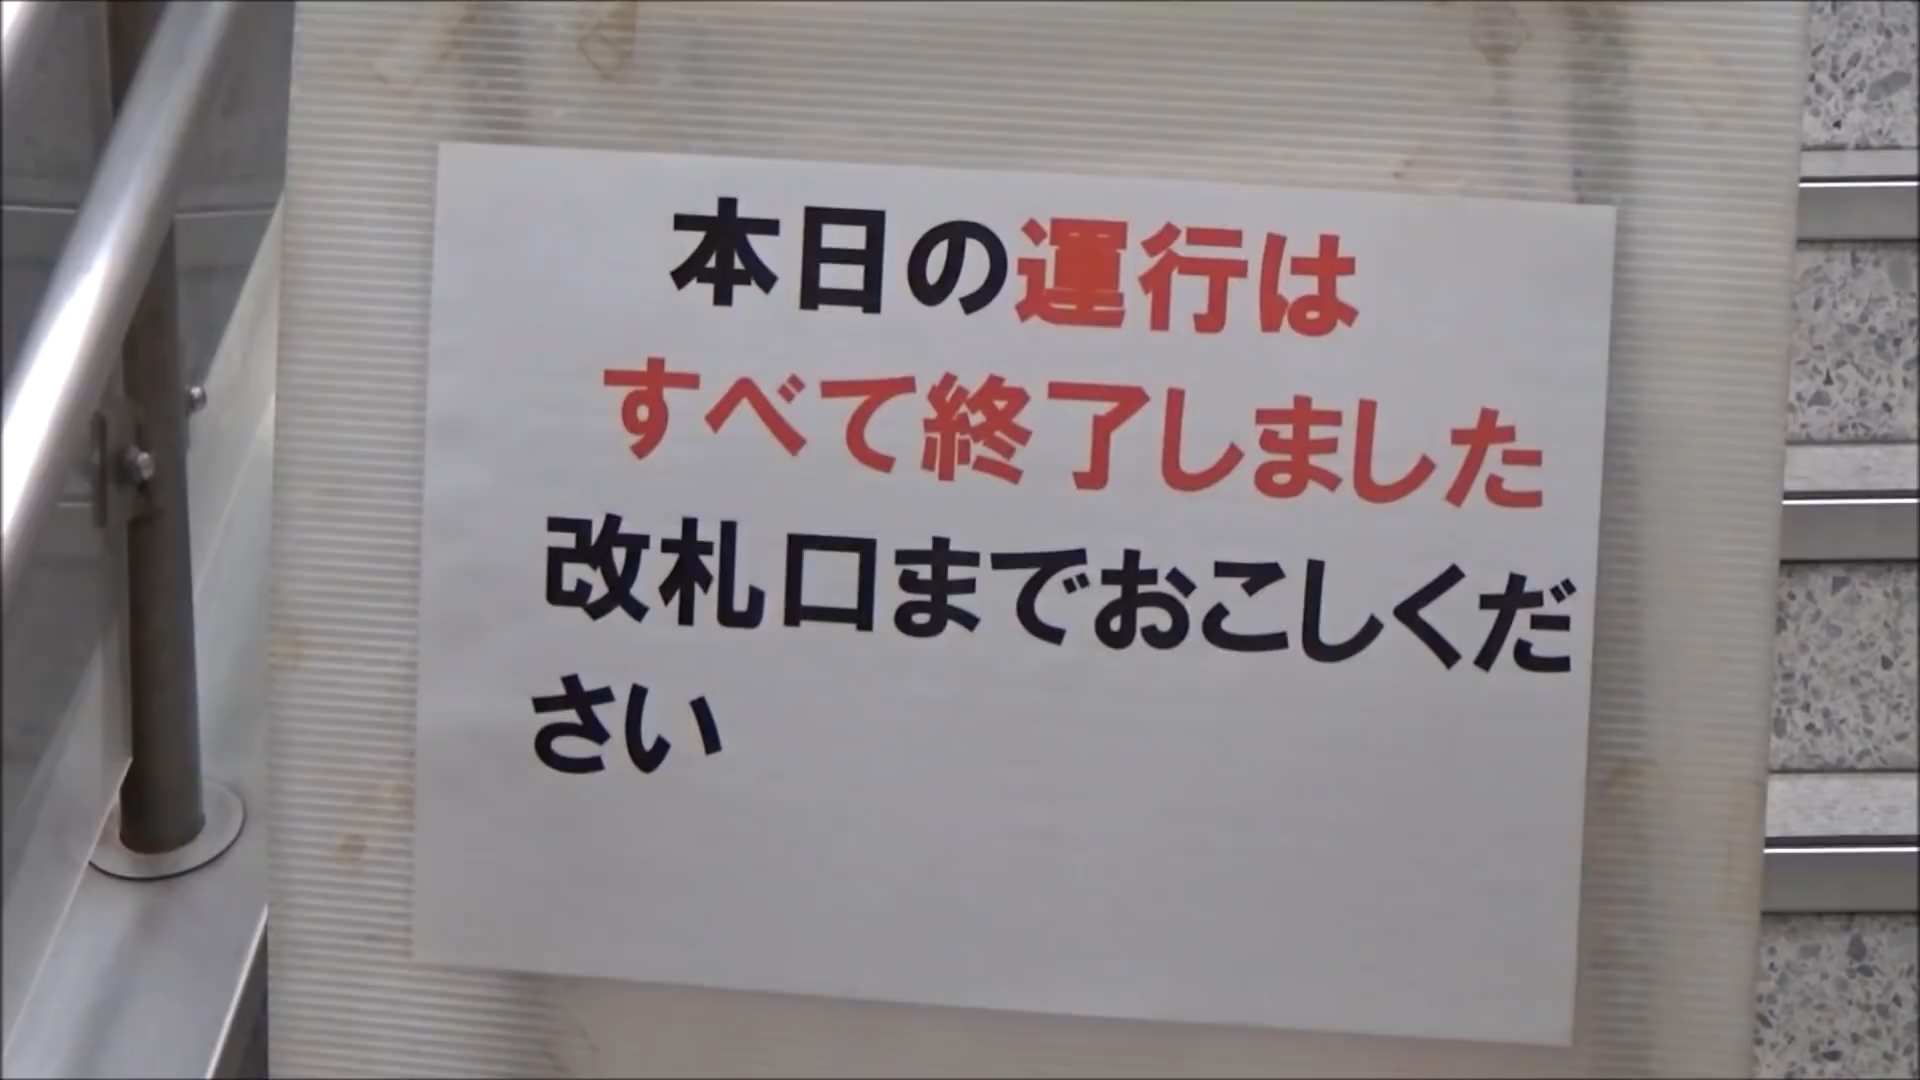 本日の運行は
すべて終了しました
改札口までおこしくだ
さい